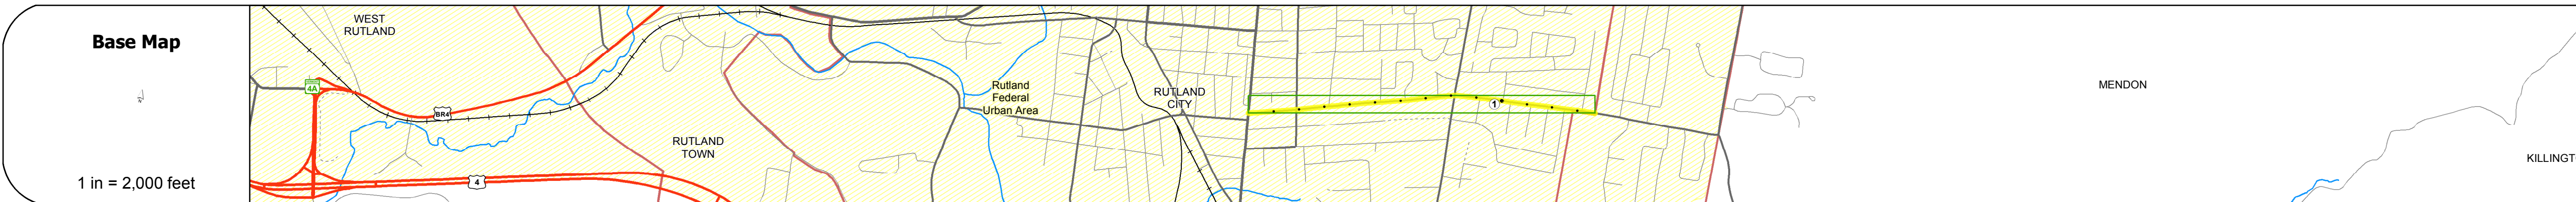 Base Map
1 in = 2,000 feet
WEST
RUTLAND
4A
BR4
4
RUTLAND
TOWN
Rutland
Federal
Urban Area
RUTLAND
CITY
1
MENDON
KILLINGT